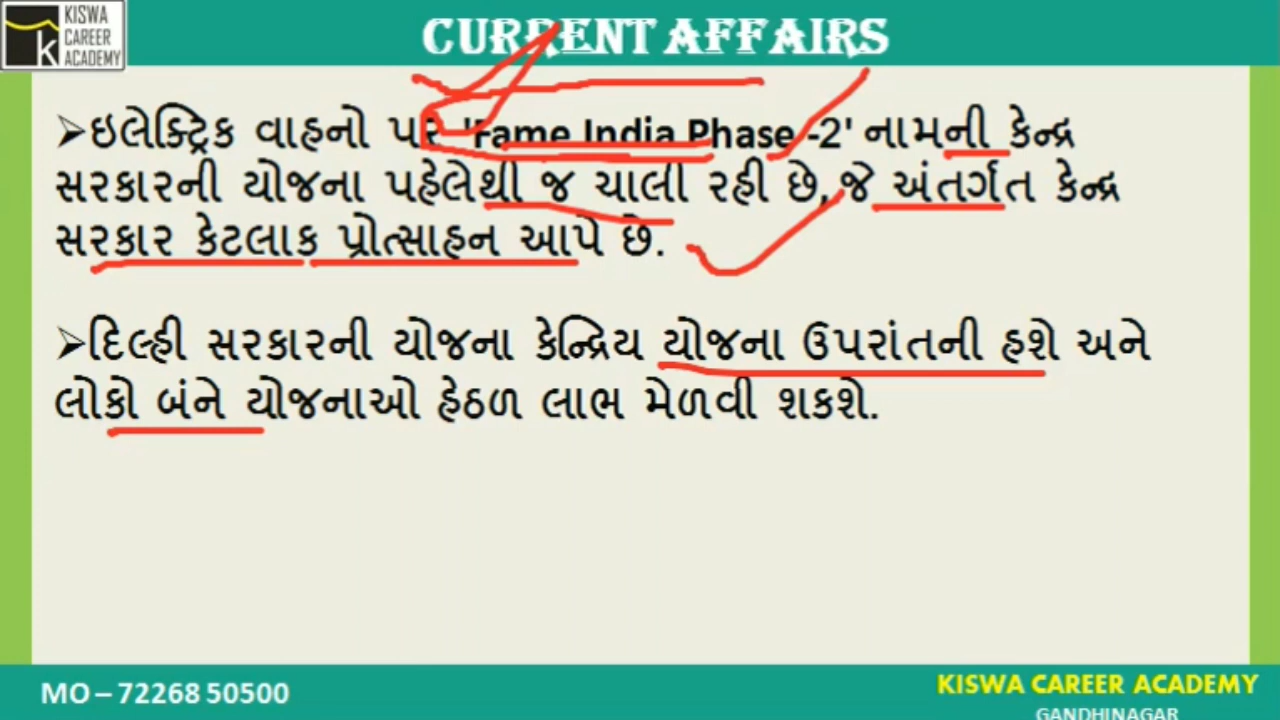 KISWA
CAREER
ACADEMY
CURRENT AFFAIRS
➢ઇલેક્ટ્રિક વાહનો પર 'Fame India Phase -2' નામની કેન્દ્ર
સરકારની યોજના પહેલેથી જ ચાલી રહી છે, જે અંતર્ગત કેન્દ્ર
સરકાર કેટલાક પ્રોત્સાહન આપે છે.
➢દિલ્હી સરકારની યોજના કેન્દ્રિય યોજના ઉપરાંતની હશે અને
લોકો બંને યોજનાઓ હેઠળ લાભ મેળવી શકશે.
MO – 72268 50500
KISWA CAREER ACADEMY
GANDHINAGAR